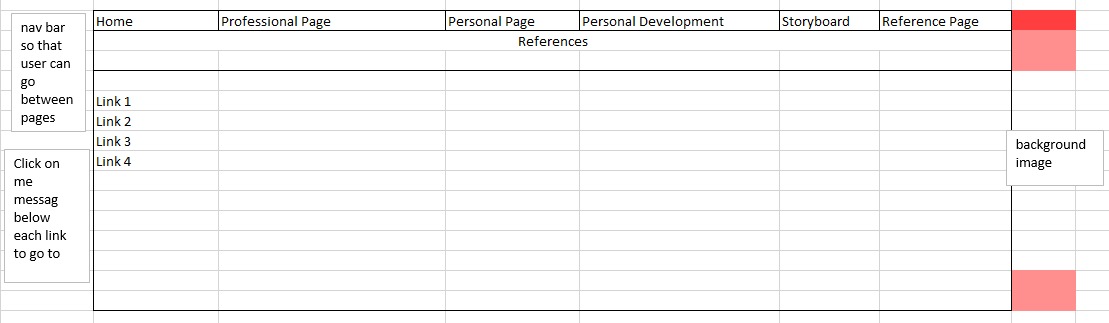 Home Professional Page Personal Page Personal Development Storyboard Reference Page
References
nav bar
so that
user can
go
between
pages
Link 1
Link 2
Link 3
Link 4
Click on
me
messag
below
each link
to go to
background
image